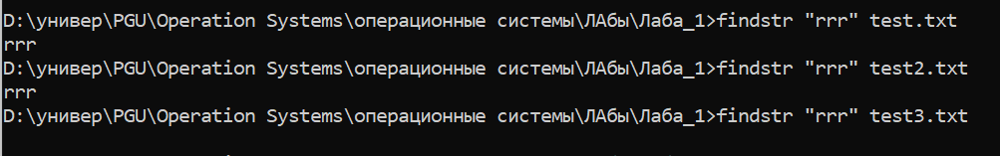 D:\универ\PGU\Operation Systems\операционные системы\ЛАбы\Лаба_1>findstr "rrr" test.txt
rrr
D:\универ\PGU\Operation Systems\операционные системы\ЛАбы\Лаба_1>findstr "rrr" test2.txt
rrr
D:\универ\PGU\Operation Systems\операционные системы\ЛАбы\Лаба_1>findstr "rrr" test3.txt